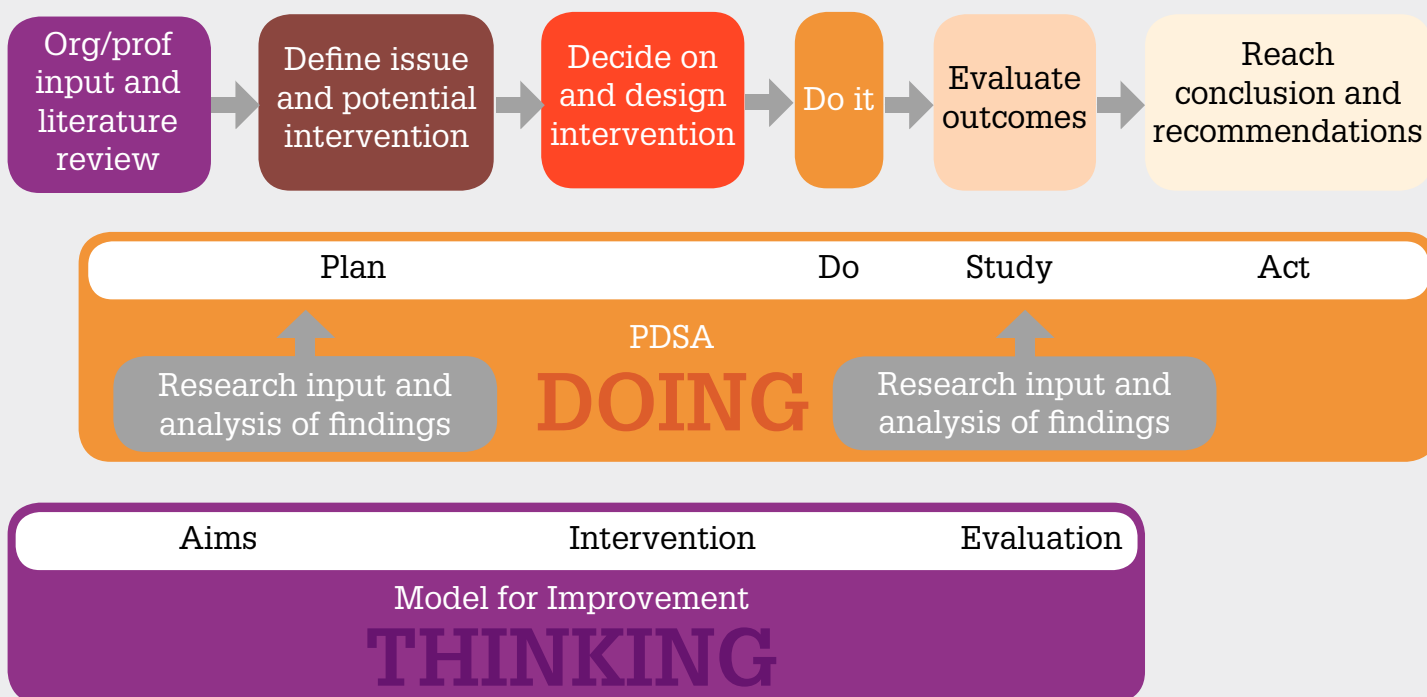 Org/prof
input and
literature
review
Define issue
and potential
intervention
Decide on
and design
intervention
Do it
Evaluate
outcomes
Reach
conclusion and
recommendations
Plan
Do
Study
Act
PDSA
DOING
Research input and
analysis of findings
Research input and
analysis of findings
Aims
Intervention
Evaluation
Model for Improvement
THINKING